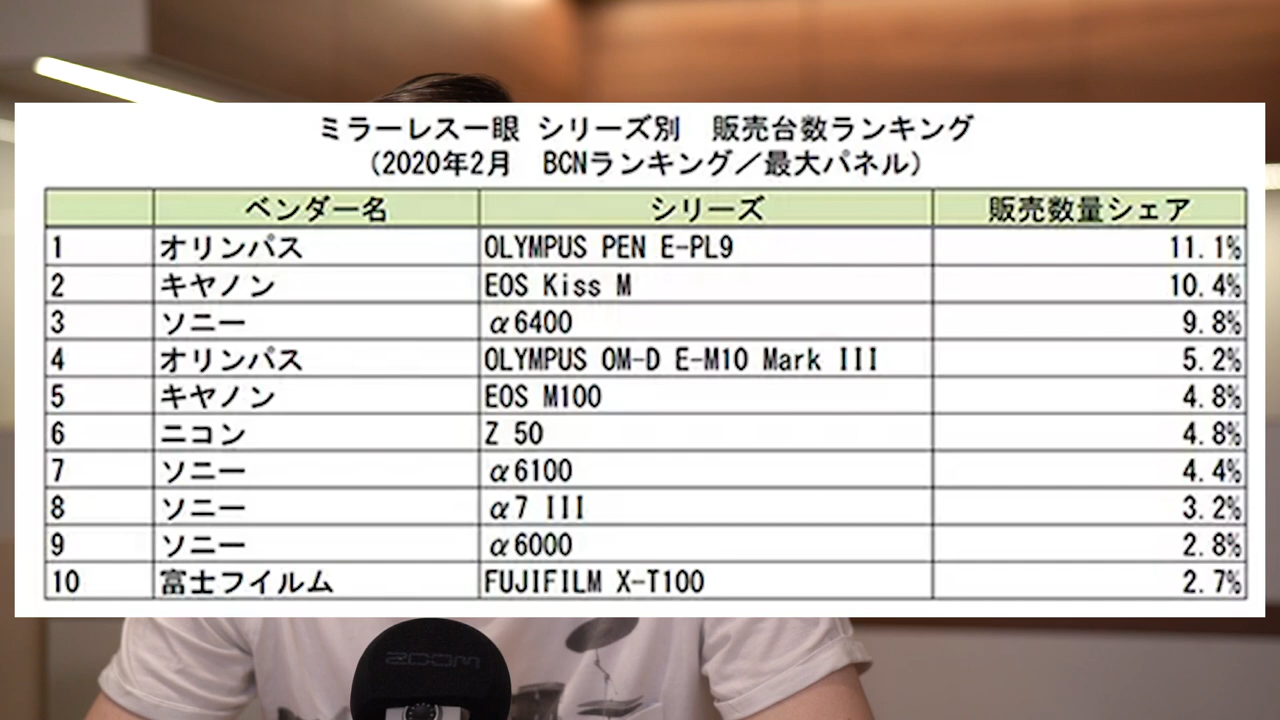 ミラーレス一眼 シリーズ別 販売台数ランキング
(2020年2月 BCNランキング/最大パネル)
ベンダー名 シリーズ 販売数量シェア
1 オリンパス OLYMPUS PEN E-PL9 11.1%
2 キヤノン EOS Kiss M 10.4%
3 ソニー α6400 9.8%
4 オリンパス OLYMPUS OM-D E-M10 Mark III 5.2%
5 キヤノン EOS M100 4.8%
6 ニコン Z 50 4.8%
7 ソニー α6100 4.4%
8 ソニー α7 III 3.2%
9 ソニー α6000 2.8%
10 富士フイルム FUJIFILM X-T100 2.7%
ZOOM